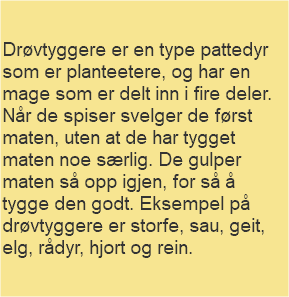 Drøvtyggere er en type pattedyr
som er planteetere, og har en
mage som er delt inn i fire deler.
Når de spiser svelger de først
maten, uten at de har tygget
maten noe særlig. De gulper
maten så opp igjen, for så å
tygge den godt. Eksempel på
drøvtyggere er storfe, sau, geit,
elg, rådyr, hjort og rein.